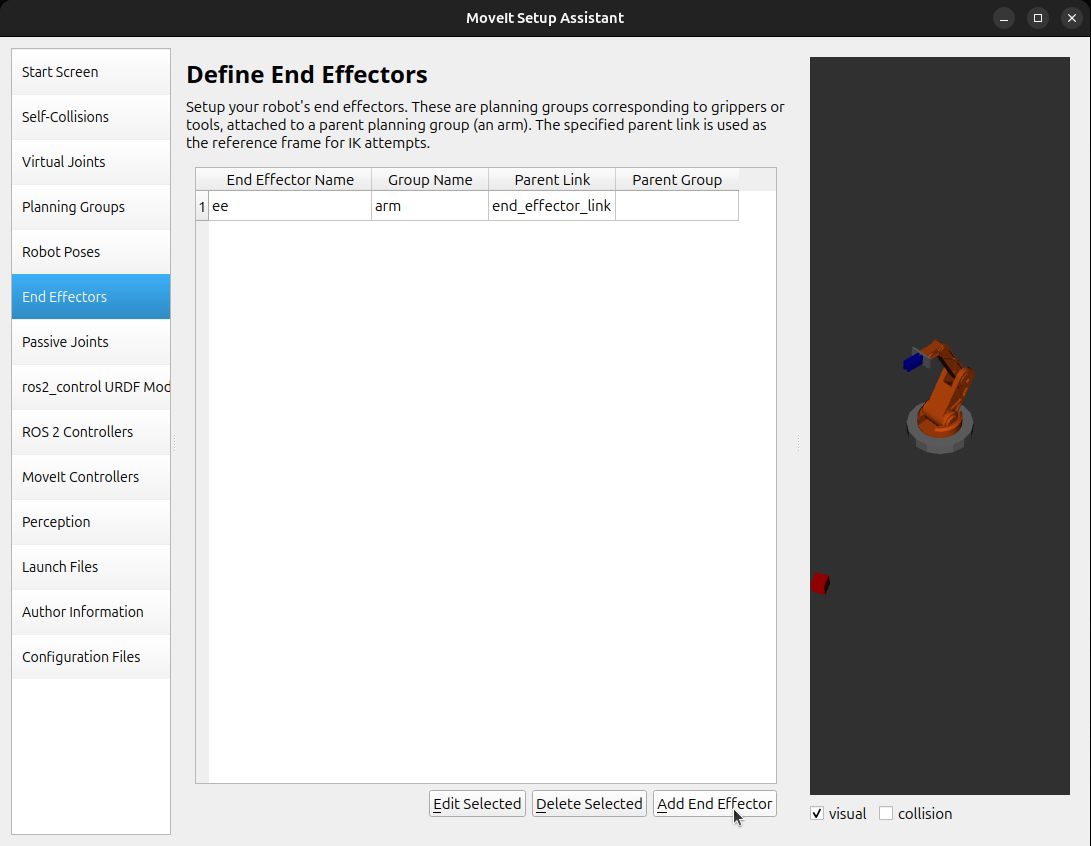 MoveIt Setup Assistant
Start Screen
Self-Collisions
Virtual Joints
Planning Groups
Robot Poses
End Effectors
Passive Joints
ros2_control URDF Mod
ROS 2 Controllers
MoveIt Controllers
Perception
Launch Files
Author Information
Configuration Files
Define End Effectors
Setup your robot's end effectors. These are planning groups corresponding to grippers or
tools, attached to a parent planning group (an arm). The specified parent link is used as
the reference frame for IK attempts.
End Effector Name Group Name Parent Link Parent Group
1 ee arm end_effector_link
Edit Selected Delete Selected Add End Effector
visual collision